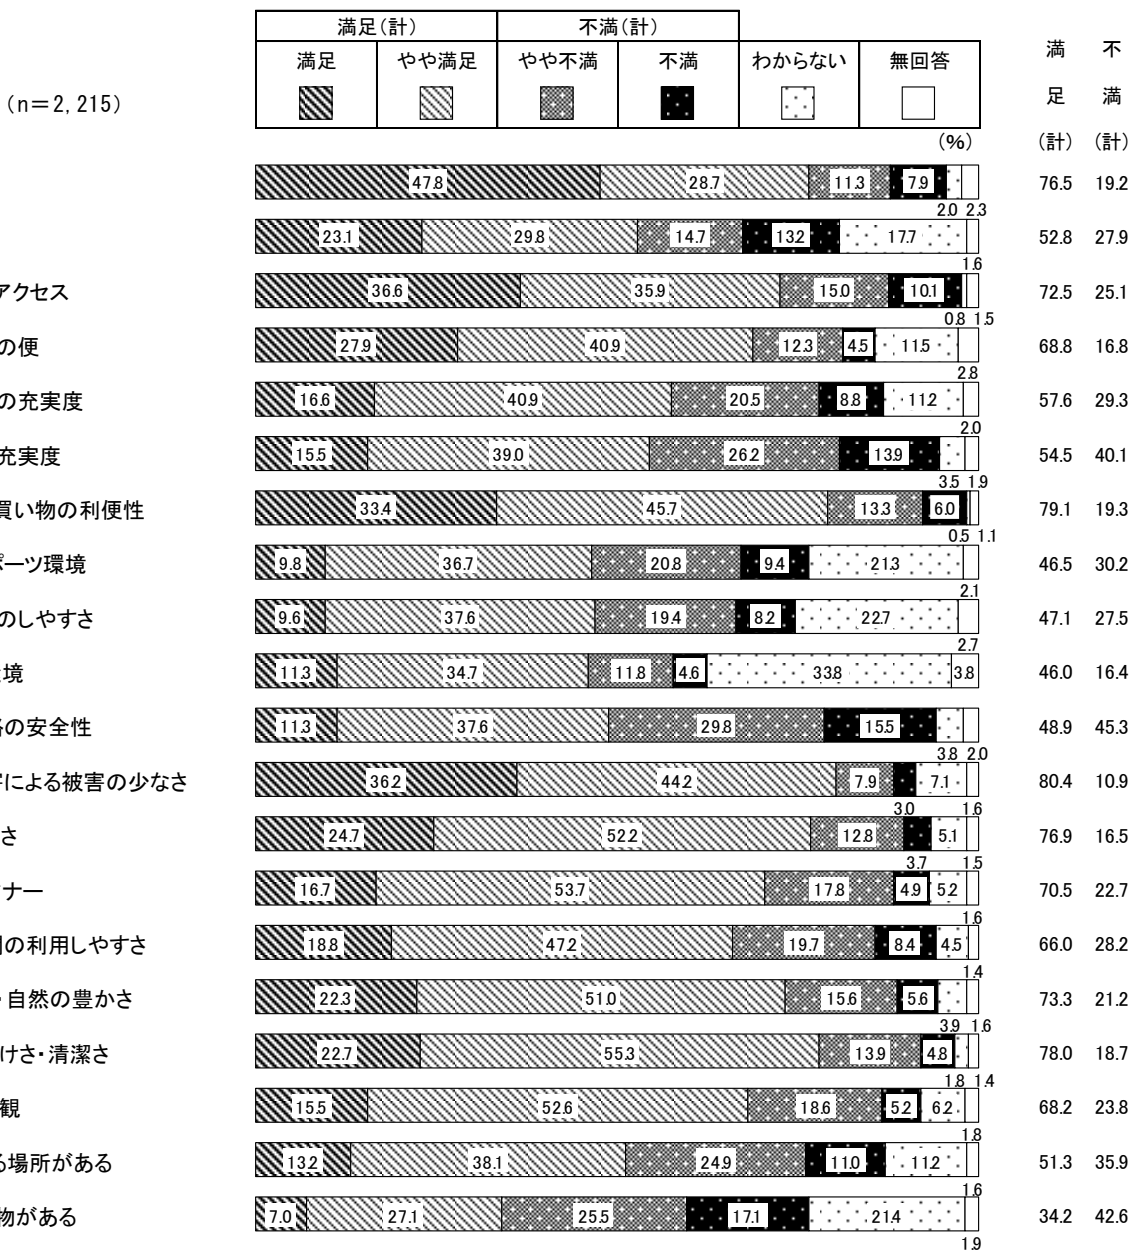 満足(計) 不満(計)
満足 やや満足 やや不満 不満 わからない 無回答
満足(計) 不満(計)
(n=2,215)
(%)
47.8 28.7 11.3 7.9 76.5 19.2
2.0 2.3
23.1 29.8 14.7 13.2 17.7 52.8 27.9
1.6
アクセス 36.6 35.9 15.0 10.1 72.5 25.1
0.8 1.5
の便 27.9 40.9 12.3 4.5 11.5 68.8 16.8
2.8
の充実度 16.6 40.9 20.5 8.8 11.2 57.6 29.3
2.0
充実度 15.5 39.0 26.2 13.9 54.5 40.1
3.5 1.9
買い物の利便性 33.4 45.7 13.3 6.0 79.1 19.3
0.5 1.1
ポーツ環境 9.8 36.7 20.8 9.4 21.3 46.5 30.2
2.1
のしやすさ 9.6 37.6 19.4 8.2 22.7 47.1 27.5
2.7
境 11.3 34.7 11.8 4.6 33.8 3.8 46.0 16.4
の安全性 11.3 37.6 29.8 15.5 48.9 45.3
3.8 2.0
による被害の少なさ 36.2 44.2 7.9 7.1 80.4 10.9
3.0 1.6
さ 24.7 52.2 12.8 5.1 76.9 16.5
3.7 1.5
ナー 16.7 53.7 17.8 4.9 5.2 70.5 22.7
1.6
の利用しやすさ 18.8 47.2 19.7 8.4 4.5 66.0 28.2
1.4
自然の豊かさ 22.3 51.0 15.6 5.6 73.3 21.2
3.9 1.6
けさ・清潔さ 22.7 55.3 13.9 4.8 78.0 18.7
1.8 1.4
観 15.5 52.6 18.6 5.2 6.2 68.2 23.8
1.8
る場所がある 13.2 38.1 24.9 11.0 11.2 51.3 35.9
1.6
物がある 7.0 27.1 25.5 17.1 21.4 34.2 42.6
1.9